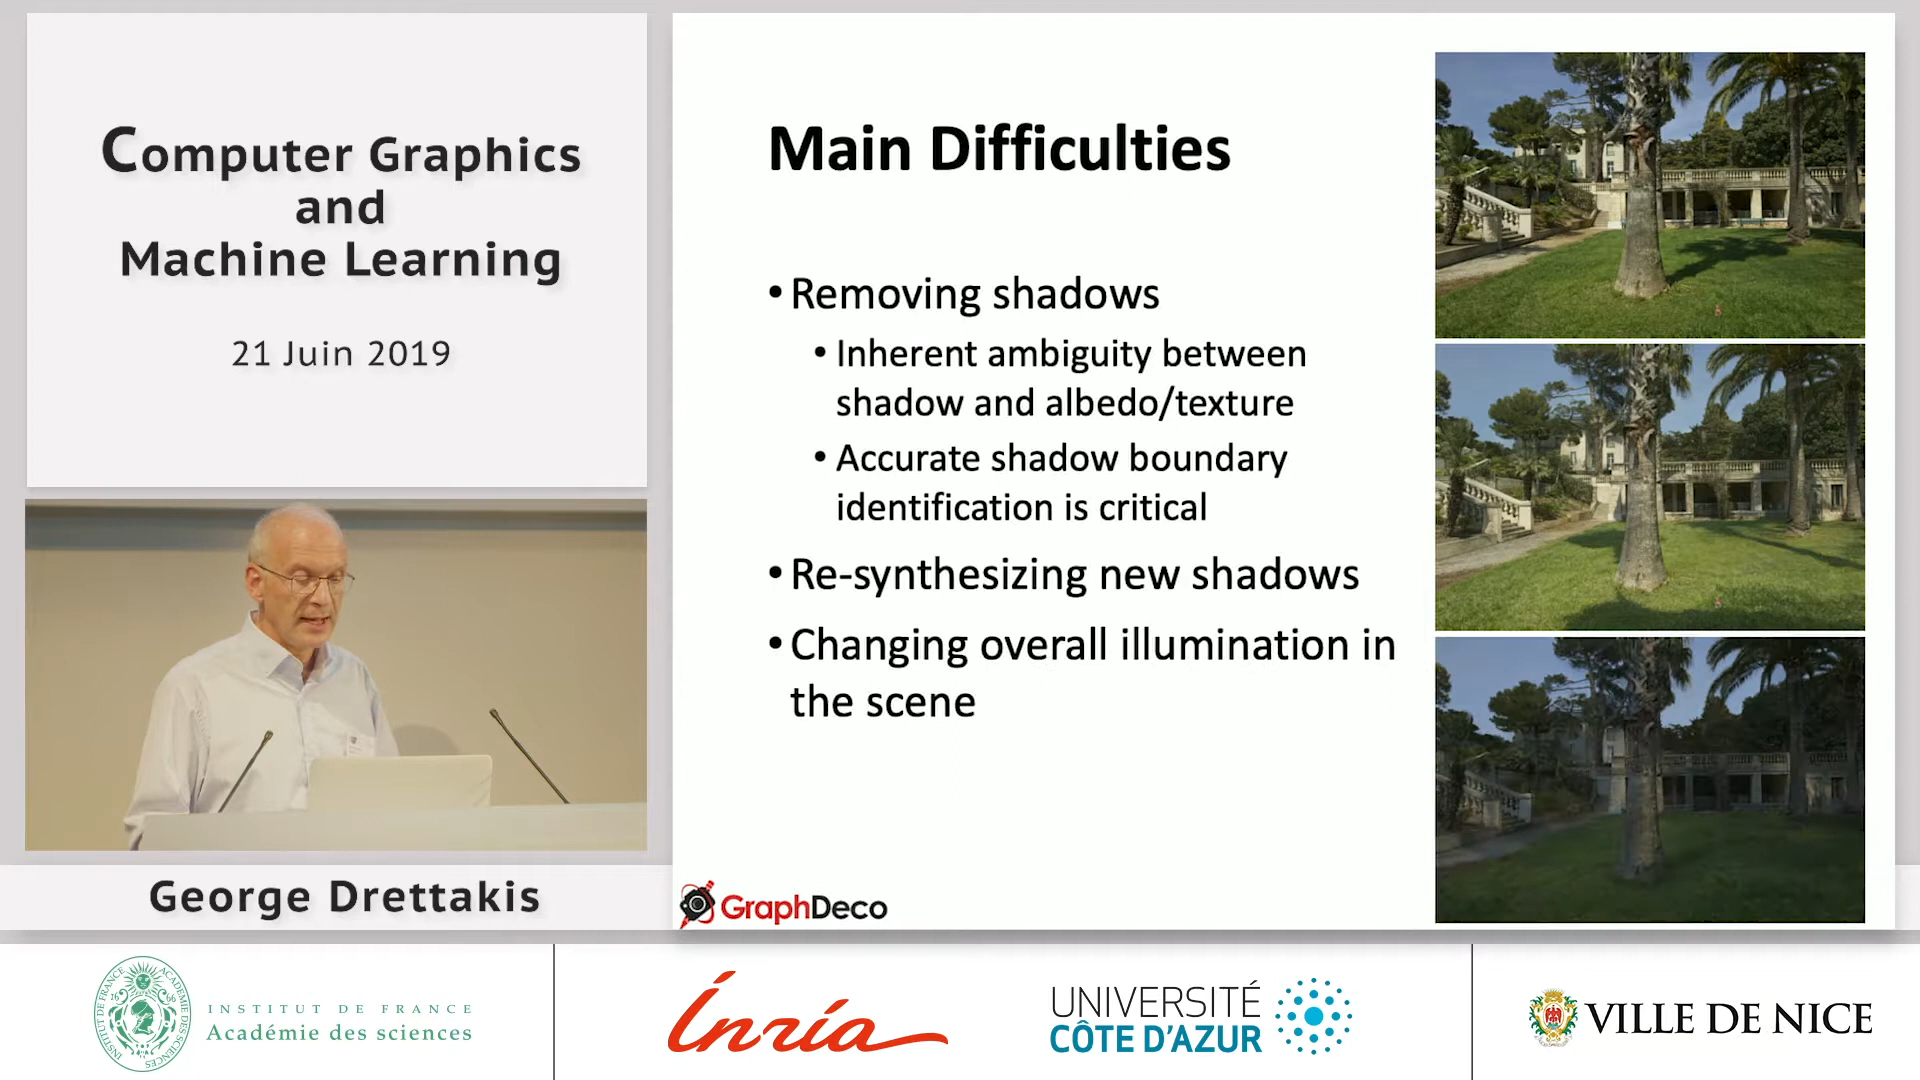 Computer Graphics
and
Machine Learning
21 Juin 2019
George Drettakis
Main Difficulties
• Removing shadows
• Inherent ambiguity between
shadow and albedo/texture
• Accurate shadow boundary
identification is critical
• Re-synthesizing new shadows
• Changing overall illumination in
the scene
GraphDeco
INSTITUT DE FRANCE
Académie des sciences
Inría
UNIVERSITÉ
CÔTE D'AZUR
VILLE DE NICE